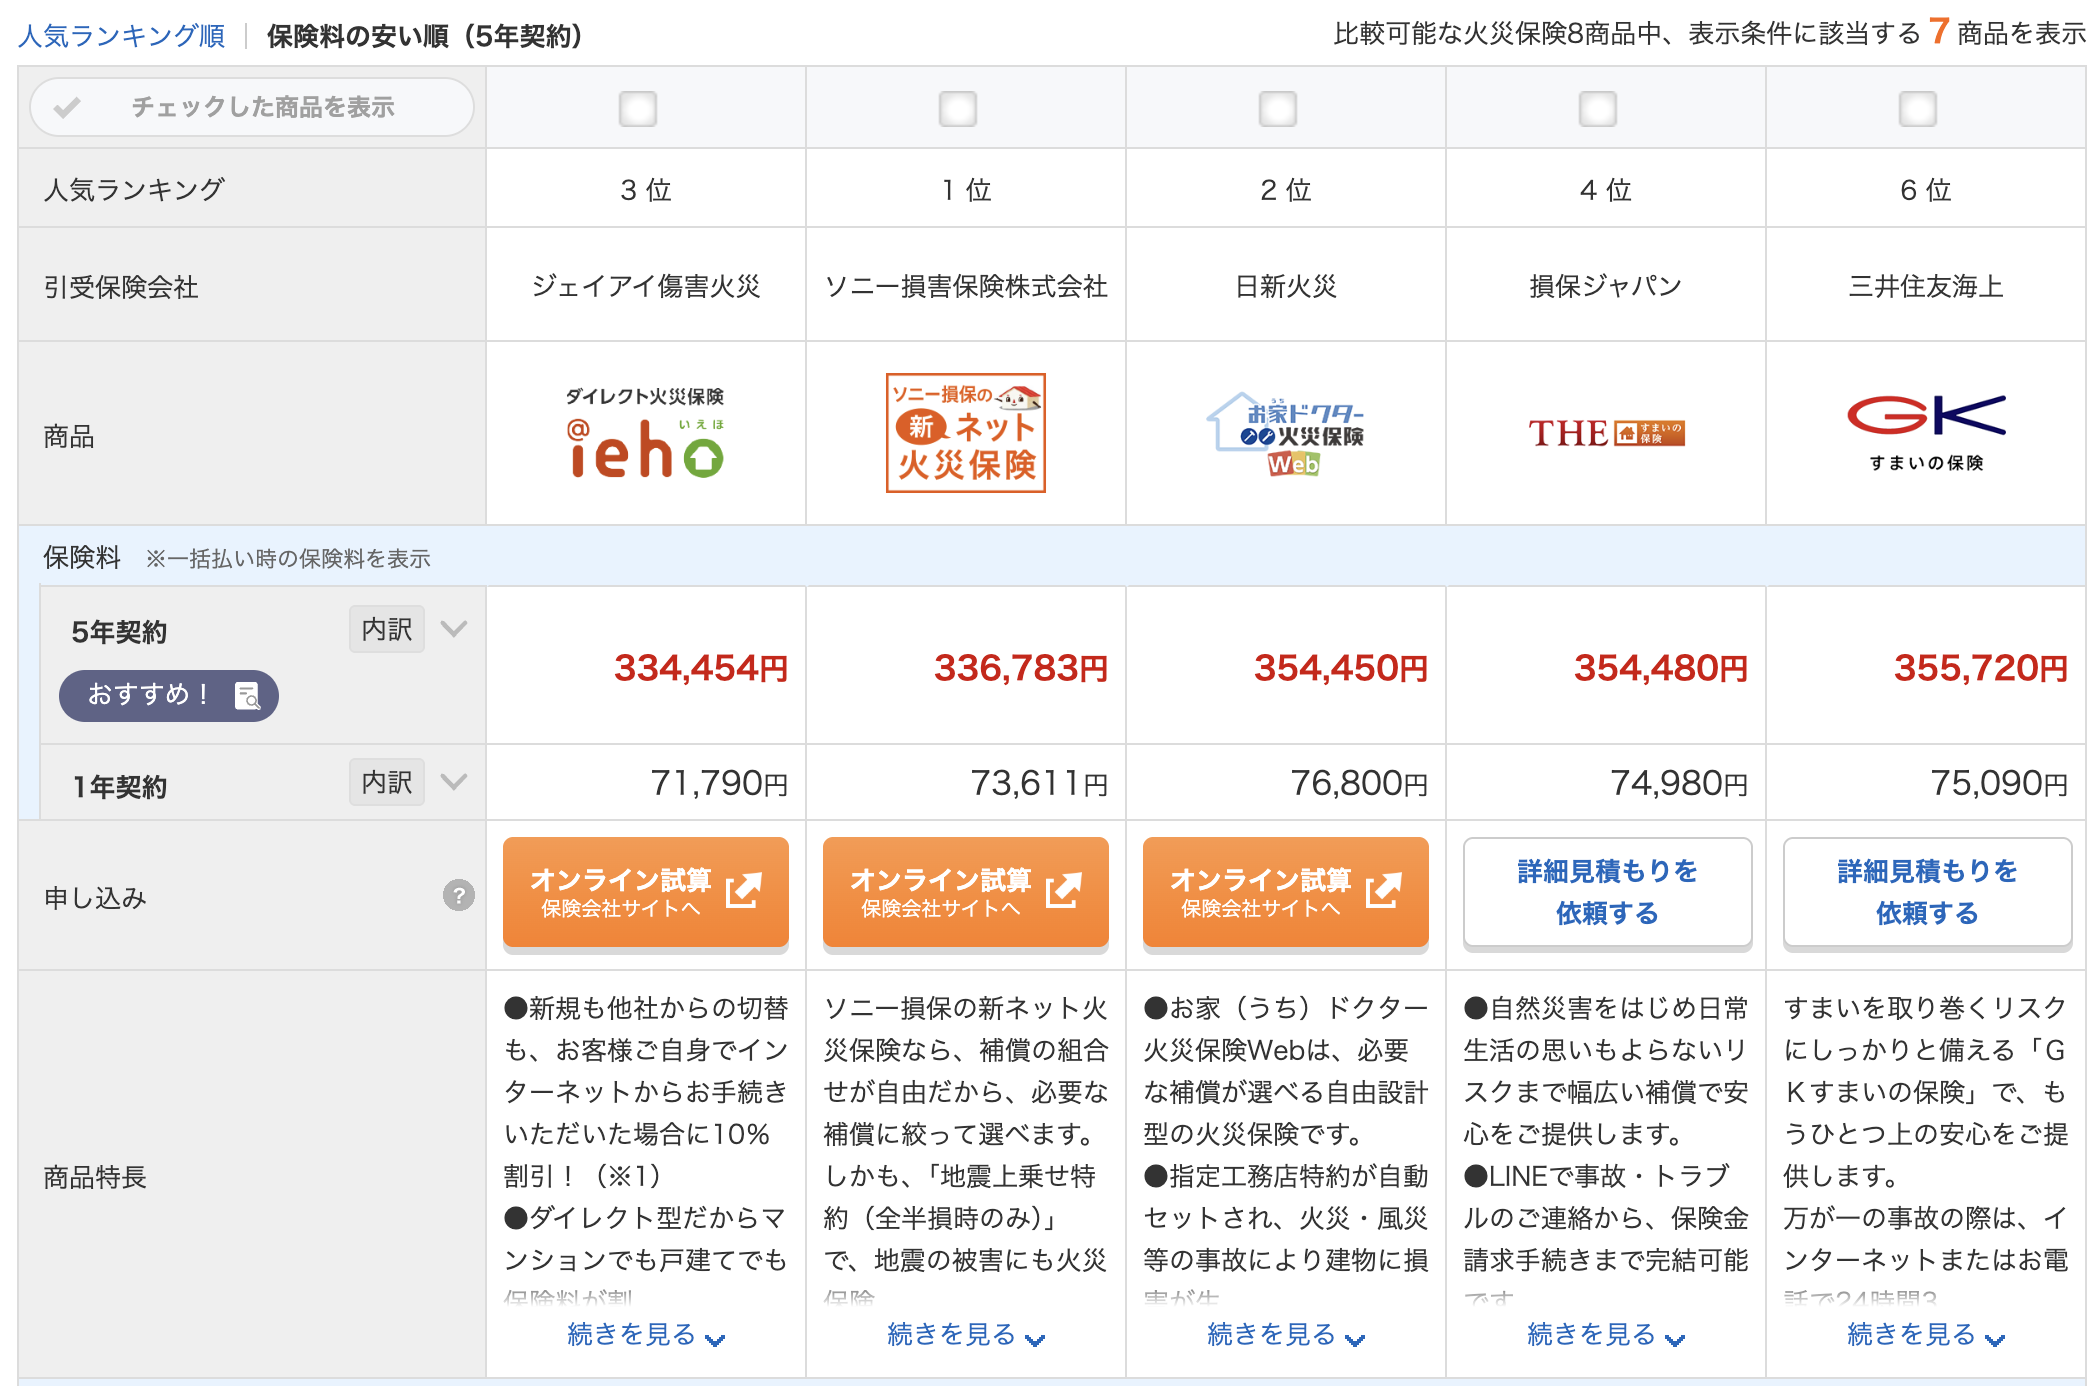 人気ランキング順 保険料の安い順（5年契約） 比較可能な火災保険8商品中、表示条件に該当する 7 商品を表示
チェックした商品を表示
人気ランキング 3 位 1 位 2 位 4 位 6 位
引受保険会社 ジェイアイ傷害火災 ソニー損害保険株式会社 日新火災 損保ジャパン 三井住友海上
商品
ダイレクト火災保険
@ いえほ
ieho
ソニー損保の
新 ネット
火災保険
うち
お家ドクター
火災保険
Web
THE すまいの
保険
GK
すまいの保険
保険料 ※一括払い時の保険料を表示
5年契約 内訳 334,454円 336,783円 354,450円 354,480円 355,720円
おすすめ！
1年契約 内訳 71,790円 73,611円 76,800円 74,980円 75,090円
申し込み ?
オンライン試算
保険会社サイトへ
オンライン試算
保険会社サイトへ
オンライン試算
保険会社サイトへ
詳細見積もりを
依頼する
詳細見積もりを
依頼する
商品特長
●新規も他社からの切替
も、お客様ご自身でイン
ターネットからお手続き
いただいた場合に10%
割引！（※1）
●ダイレクト型だからマ
ンションでも戸建てでも
保険料が割
続きを見る
ソニー損保の新ネット火
災保険なら、補償の組合
せが自由だから、必要な
補償に絞って選べます。
しかも、「地震上乗せ特
約（全半損時のみ）」
で、地震の被害にも火災
保険
続きを見る
●お家（うち）ドクター
火災保険Webは、必要
な補償が選べる自由設計
型の火災保険です。
●指定工務店特約が自動
セットされ、火災・風災
等の事故により建物に損
害が生
続きを見る
●自然災害をはじめ日常
生活の思いもよらないリ
スクまで幅広い補償で安
心をご提供します。
●LINEで事故・トラブ
ルのご連絡から、保険金
請求手続きまで完結可能
です
続きを見る
すまいを取り巻くリスク
にしっかりと備える「Ｇ
Ｋすまいの保険」で、も
うひとつ上の安心をご提
供します。
万が一の事故の際は、イ
ンターネットまたはお電
話で24時間3
続きを見る